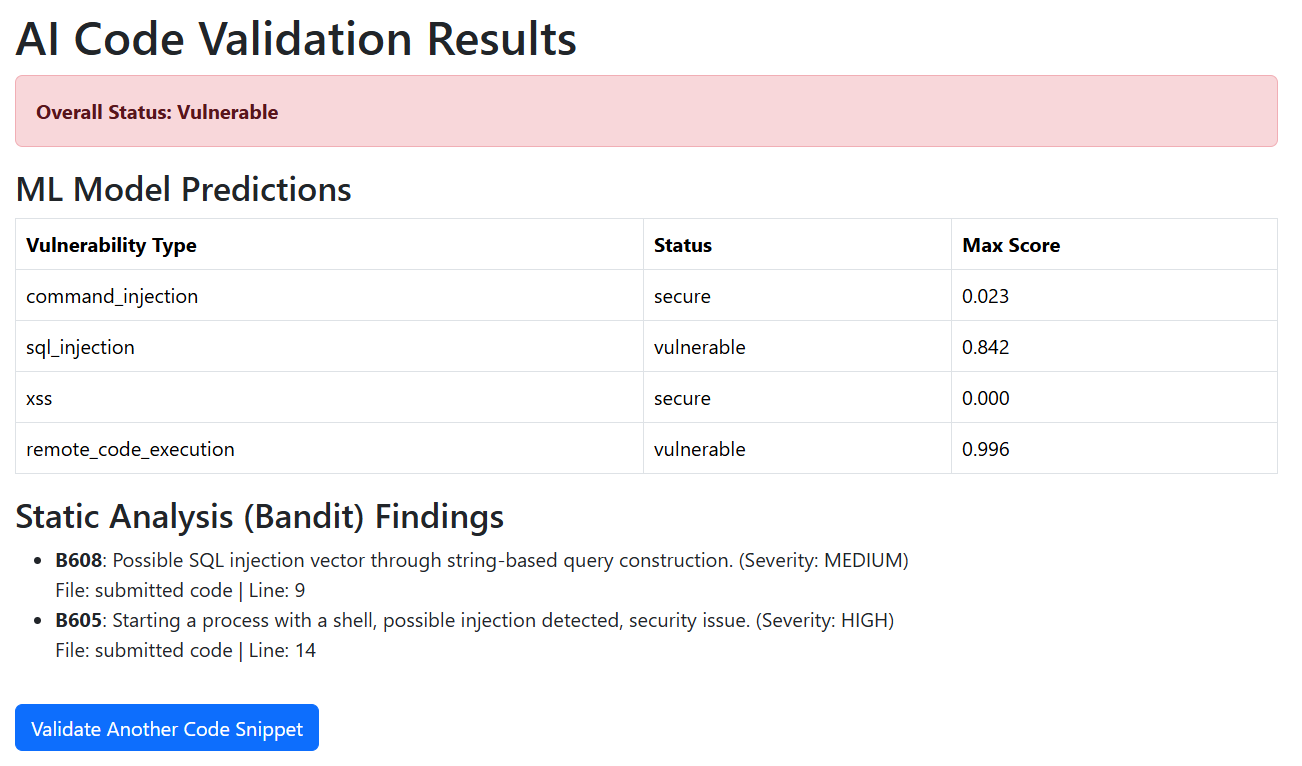 AI Code Validation Results
Overall Status: Vulnerable
ML Model Predictions
Vulnerability Type Status Max Score
command_injection secure 0.023
sql_injection vulnerable 0.842
xss secure 0.000
remote_code_execution vulnerable 0.996
Static Analysis (Bandit) Findings
• B608: Possible SQL injection vector through string-based query construction. (Severity: MEDIUM)
File: submitted code | Line: 9
• B605: Starting a process with a shell, possible injection detected, security issue. (Severity: HIGH)
File: submitted code | Line: 14
Validate Another Code Snippet